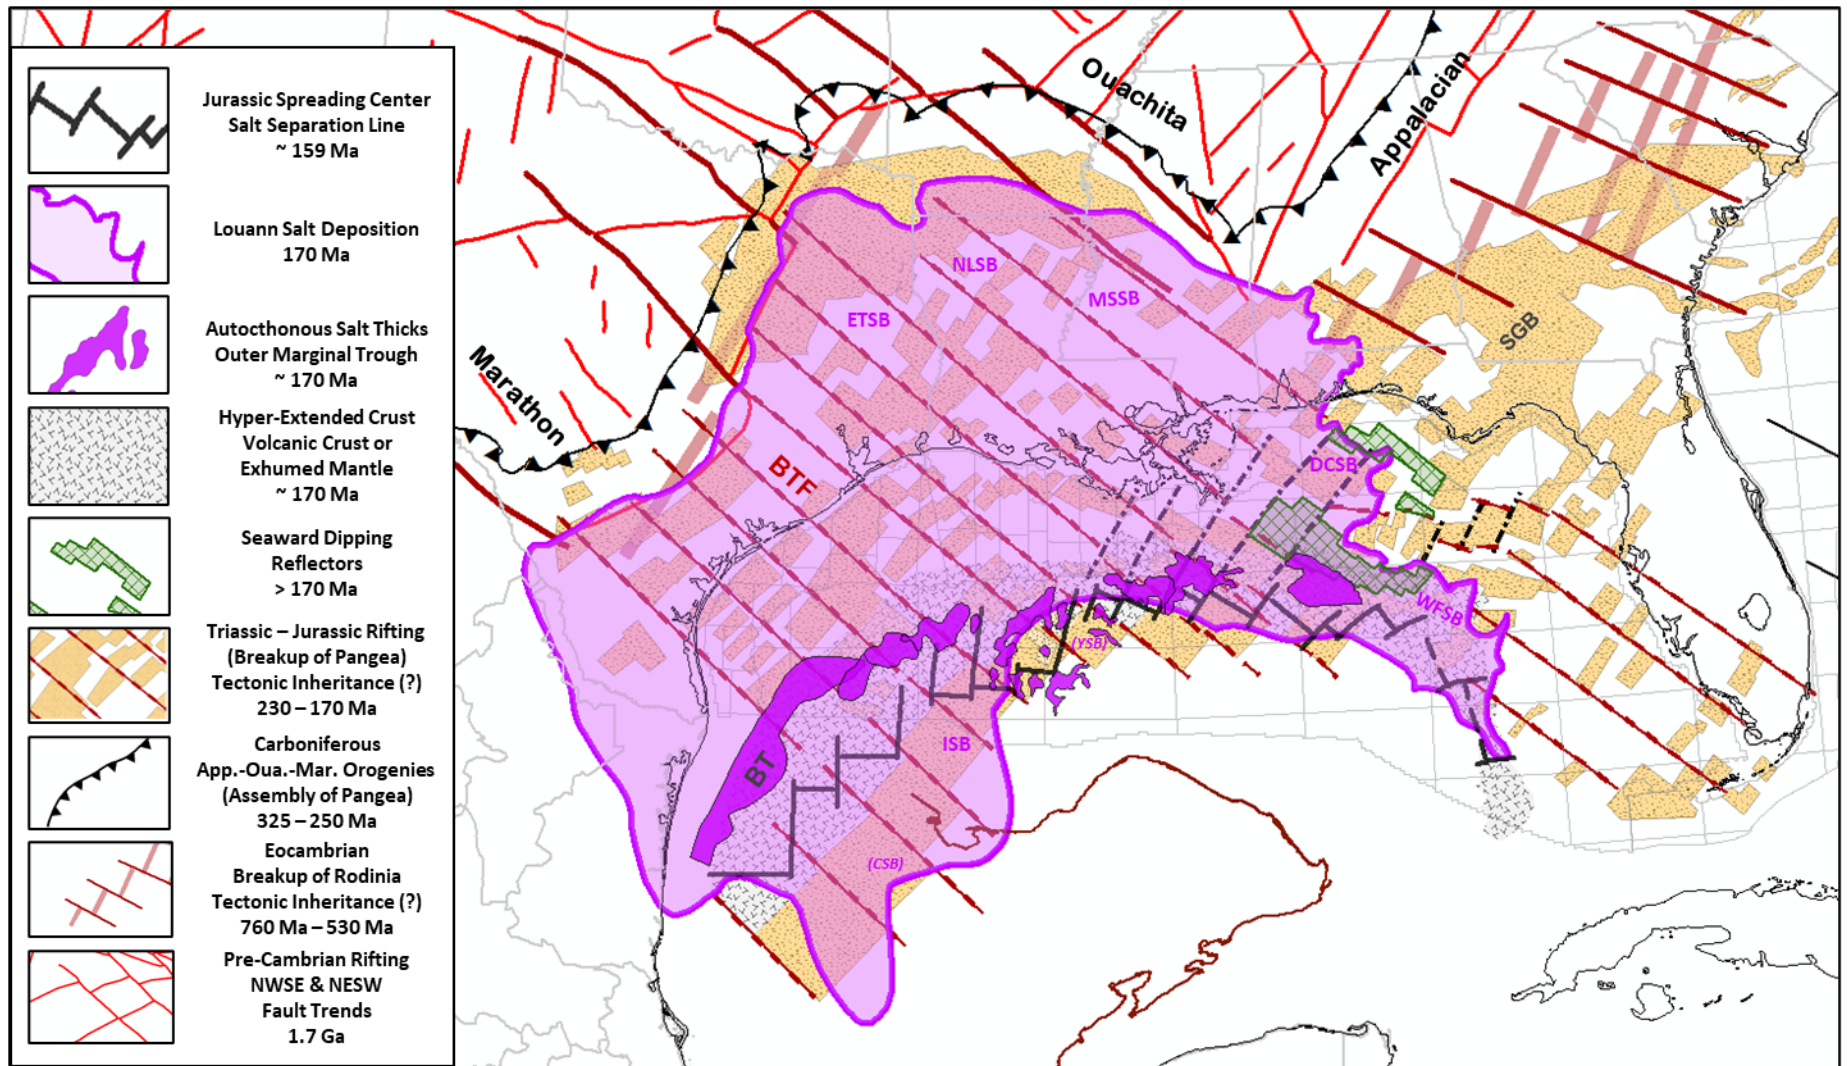 Jurassic Spreading Center
Salt Separation Line
~ 159 Ma
Louann Salt Deposition
170 Ma
Autocthonous Salt Thicks
Outer Marginal Trough
~ 170 Ma
Hyper-Extended Crust
Volcanic Crust or
Exhumed Mantle
~ 170 Ma
Seaward Dipping
Reflectors
> 170 Ma
Triassic – Jurassic Rifting
(Breakup of Pangea)
Tectonic Inheritance (?)
230 – 170 Ma
Carboniferous
App.-Oua.-Mar. Orogenies
(Assembly of Pangea)
325 – 250 Ma
Eocambrian
Breakup of Rodinia
Tectonic Inheritance (?)
760 Ma – 530 Ma
Pre-Cambrian Rifting
NWSE & NESW
Fault Trends
1.7 Ga
Ouachita
Appalacian
Marathon
NLSB
MSSB
ETSB
SGB
BTF
DCSB
WFSB
(YSB)
ISB
BT
(CSB)